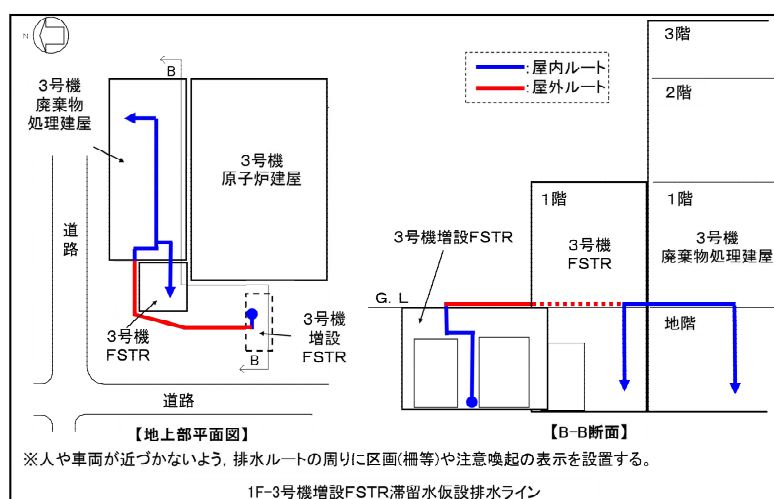 N
B
3号機
廃棄物
処理建屋
3号機
原子炉建屋
道
路
3号機
FSTR
3号機
増設
FSTR
B
道路
【地上部平面図】
:屋内ルート
:屋外ルート
3階
2階
1階
1階
3号機
FSTR
3号機
廃棄物処理建屋
3号機増設FSTR
G.L
地階
【B-B断面】
※人や車両が近づかないよう,排水ルートの周りに区画(柵等)や注意喚起の表示を設置する。
1F-3号機増設FSTR滞留水仮設排水ライン